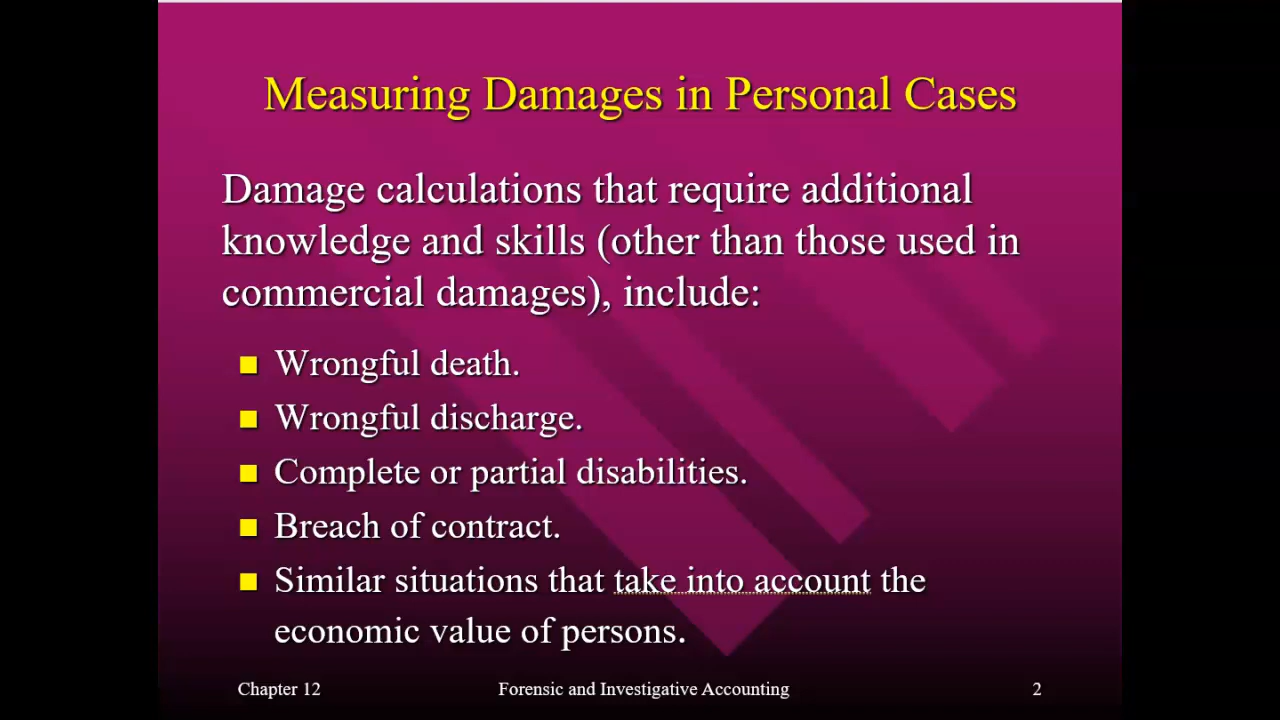 Measuring Damages in Personal Cases
Damage calculations that require additional
knowledge and skills (other than those used in
commercial damages), include:
Wrongful death.
Wrongful discharge.
Complete or partial disabilities.
Breach of contract.
Similar situations that take into account the
economic value of persons.
Chapter 12
Forensic and Investigative Accounting
2